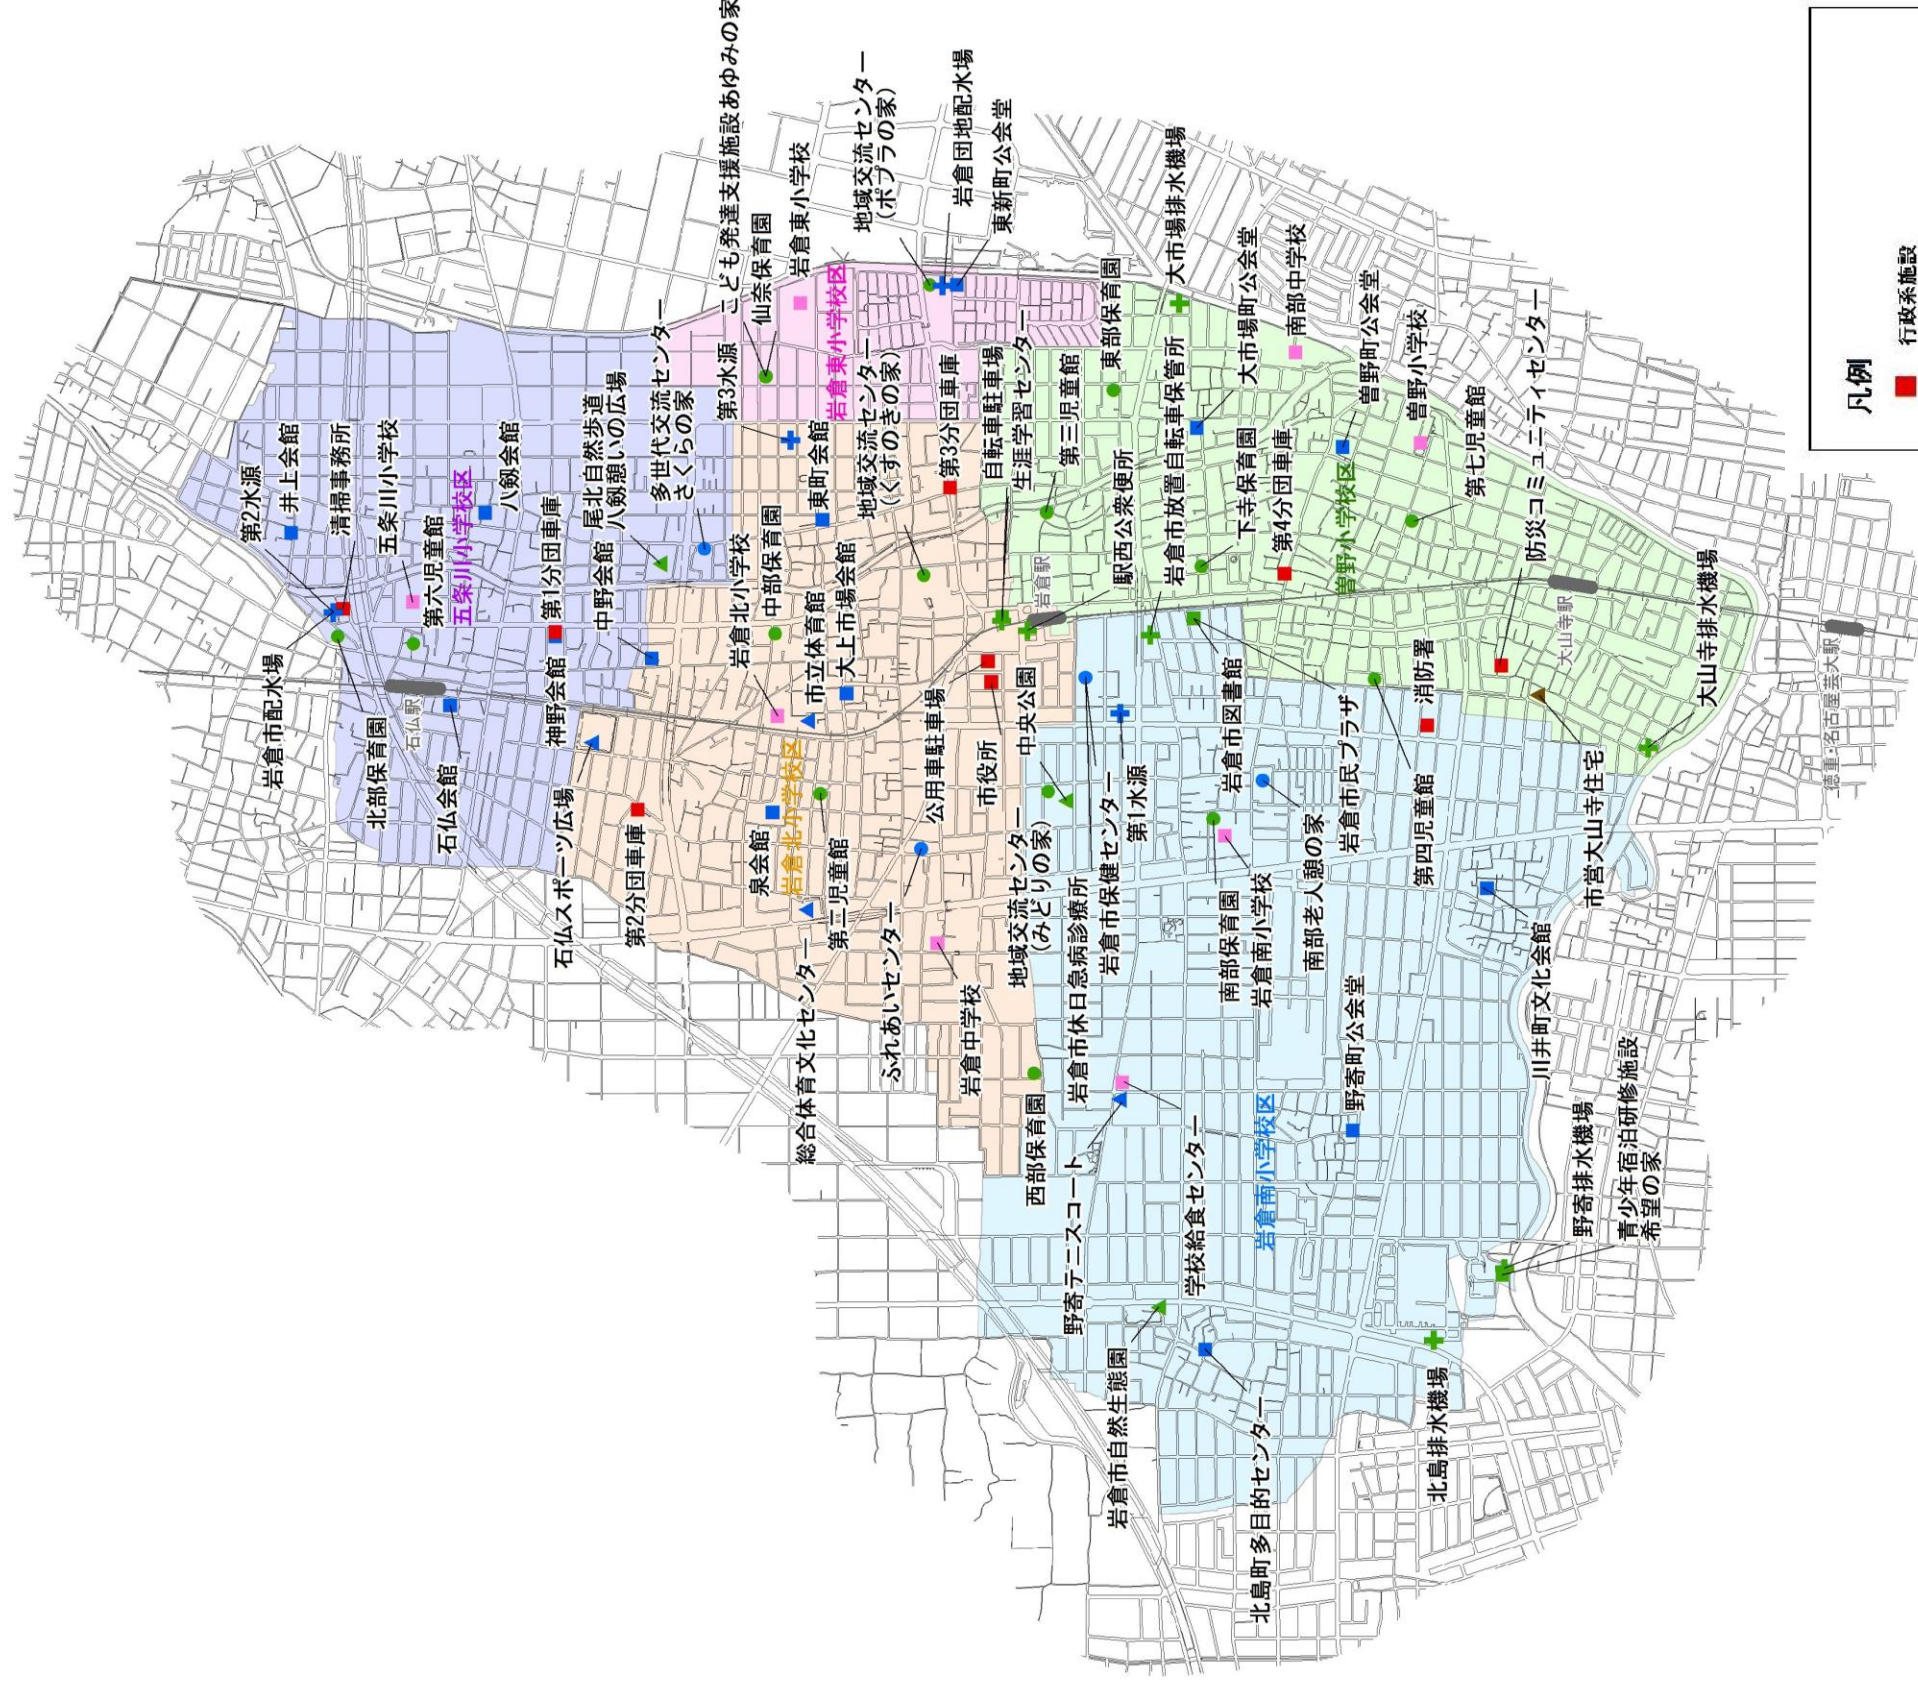 こども発達支援施設あゆみの家
仙奈保育園
岩倉東小学校
岩倉東小学校区
地域交流センター
（ポプラの家）
岩倉団地配水場
東新町公会堂
大市場排水機場
大市場町公会堂
南部中学校
曽野町公会堂
曽野小学校
第七児童館
防災コミュニティセンター
大山寺排水機場
第2水源
井上会館
清掃事務所
五条川小学校
第六児童館
五条川小学校区
八剱会館
第1分団車庫
中野会館
尾北自然歩道
八剱憩いの広場
多世代交流センター
さくらの家
第3水源
岩倉北小学校
中部保育園
東町会館
市立体育館
大上市場会館
地域交流センター
（くすのきの家）
第3分団車庫
自転車駐車場
生涯学習センター
第三児童館
東部保育園
岩倉駅
駅西公衆便所
岩倉市放置自転車保管所
下寺保育園
第4分団車庫
曽野小学校区
大山寺駅
徳重・名古屋芸大駅
岩倉市配水場
北部保育園
石仏駅
石仏会館
神野会館
石仏スポーツ広場
第2分団車庫
泉会館
岩倉北小学校区
第二児童館
総合体育文化センター
ふれあいセンター
公用車駐車場
市役所
中央公園
岩倉中学校
地域交流センター
（みどりの家）
岩倉市休日急病診療所
岩倉市保健センター
第1水源
岩倉市図書館
岩倉市民プラザ
消防署
第四児童館
市営大山寺住宅
南部保育園
岩倉南小学校
南部老人憩の家
川井町文化会館
野寄町公会堂
西部保育園
野寄テニスコート
学校給食センター
岩倉南小学校区
野寄排水機場
青少年宿泊研修施設
希望の家
岩倉市自然生態園
北島町多目的センター
北島排水機場
凡例
行政系施設